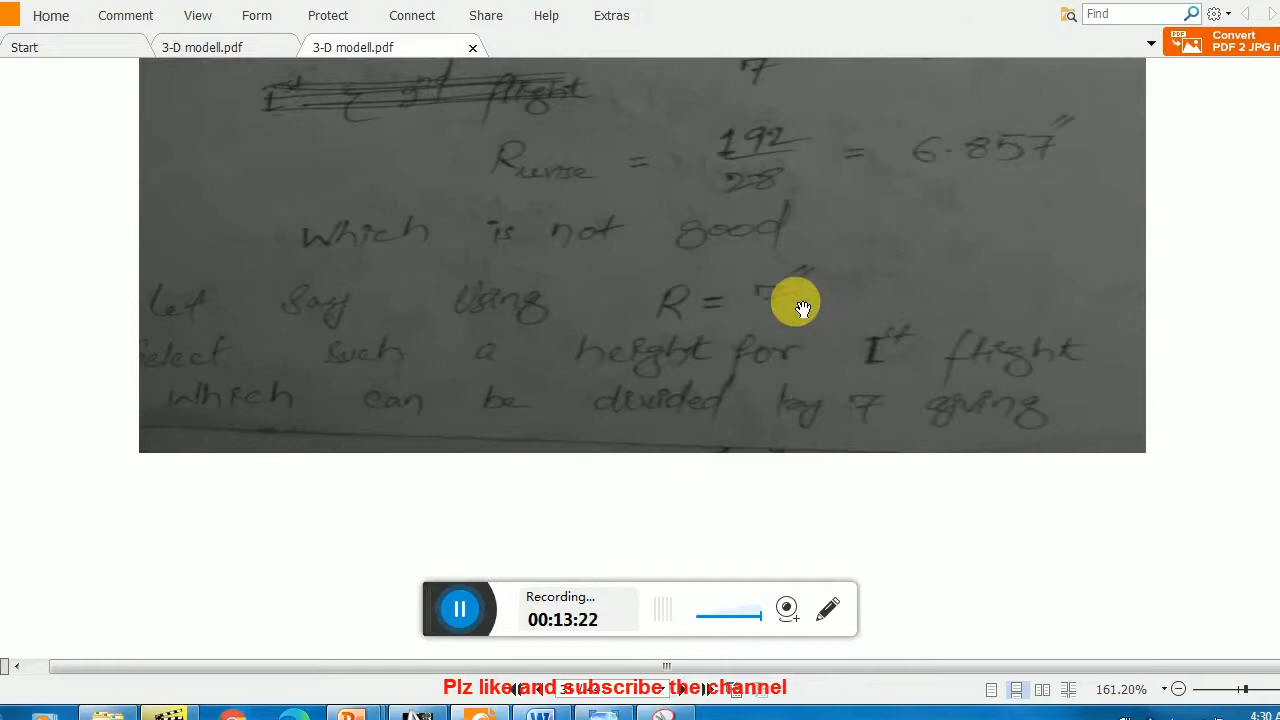 Home Comment View Form Protect Connect Share Help Extras Find
Start 3-D modell.pdf 3-D modell.pdf Convert
PDF 2 JPG
7
Rurise = 192/28 = 6.857"
which is not good
Let say Using R = 7"
select such a height for Ist flight
which can be divided by 7 giving
Recording...
00:13:22
Plz like and subscribe the channel
161.20%